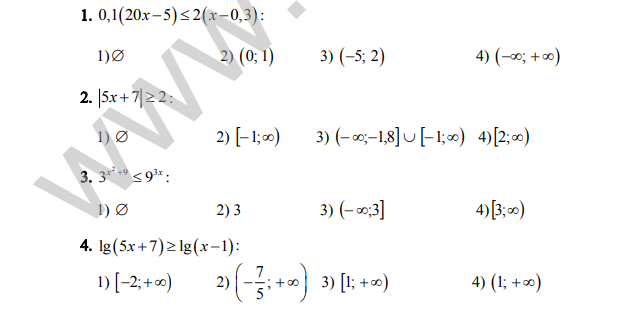 1. 0,1(20x−5)≤2(x−0,3):
1)∅ 2) (0; 1) 3) (−5; 2) 4) (−∞; +∞)
2. |5x+7|≥2:
1) ∅ 2) [−1;∞) 3) (−∞;−1,8]∪[−1;∞) 4)[2;∞)
3. 3^{x²+9} ≤ 9^{3x}:
1) ∅ 2) 3 3) (−∞;3] 4)[3;∞)
4. lg(5x+7)≥lg(x−1):
1) [−2;+∞) 2) (−7/5; +∞) 3) [1; +∞) 4) (1; +∞)
www.